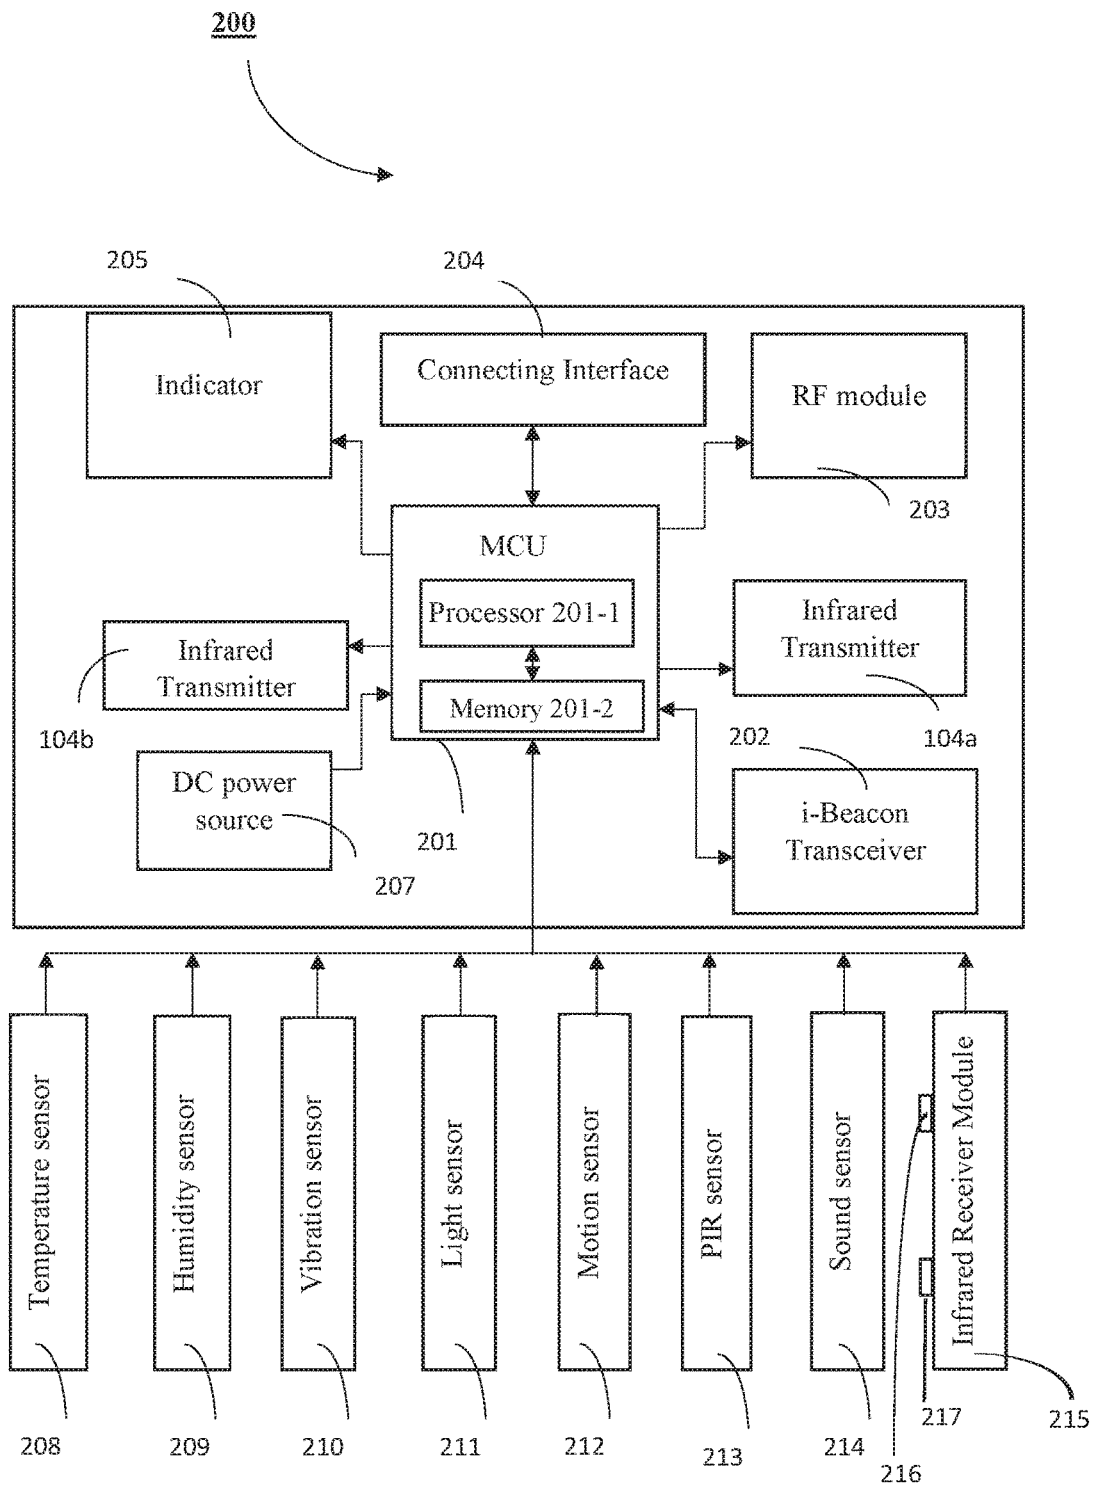 200
205
204
Indicator
Connecting Interface
RF module
203
MCU
Processor 201-1
Memory 201-2
Infrared
Transmitter
104b
Infrared
Transmitter
104a
202
DC power
source
201
207
i-Beacon
Transceiver
Temperature sensor
Humidity sensor
Vibration sensor
Light sensor
Motion sensor
PIR sensor
Sound sensor
Infrared Receiver Module
208
209
210
211
212
213
214
216
217
215